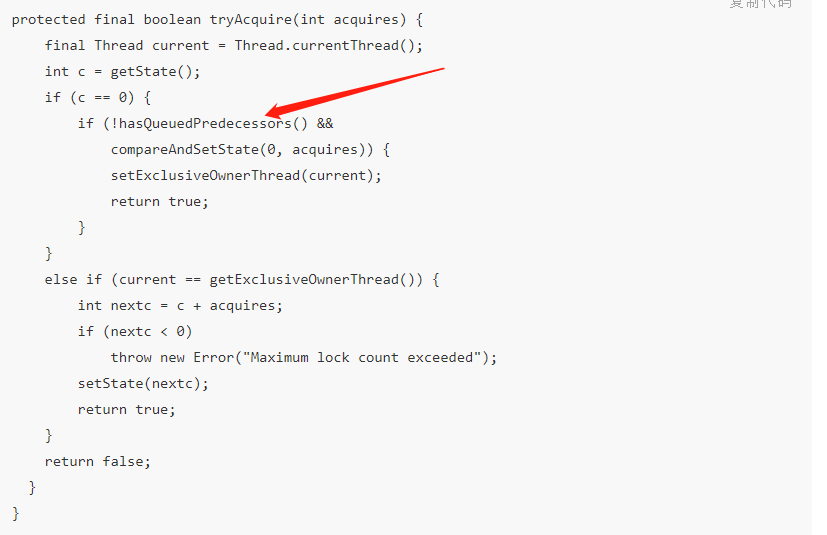 复制代码
protected final boolean tryAcquire(int acquires) {
    final Thread current = Thread.currentThread();
    int c = getState();
    if (c == 0) {
        if (!hasQueuedPredecessors() &&
            compareAndSetState(0, acquires)) {
            setExclusiveOwnerThread(current);
            return true;
        }
    }
    else if (current == getExclusiveOwnerThread()) {
        int nextc = c + acquires;
        if (nextc < 0)
            throw new Error("Maximum lock count exceeded");
        setState(nextc);
        return true;
    }
    return false;
  }
}